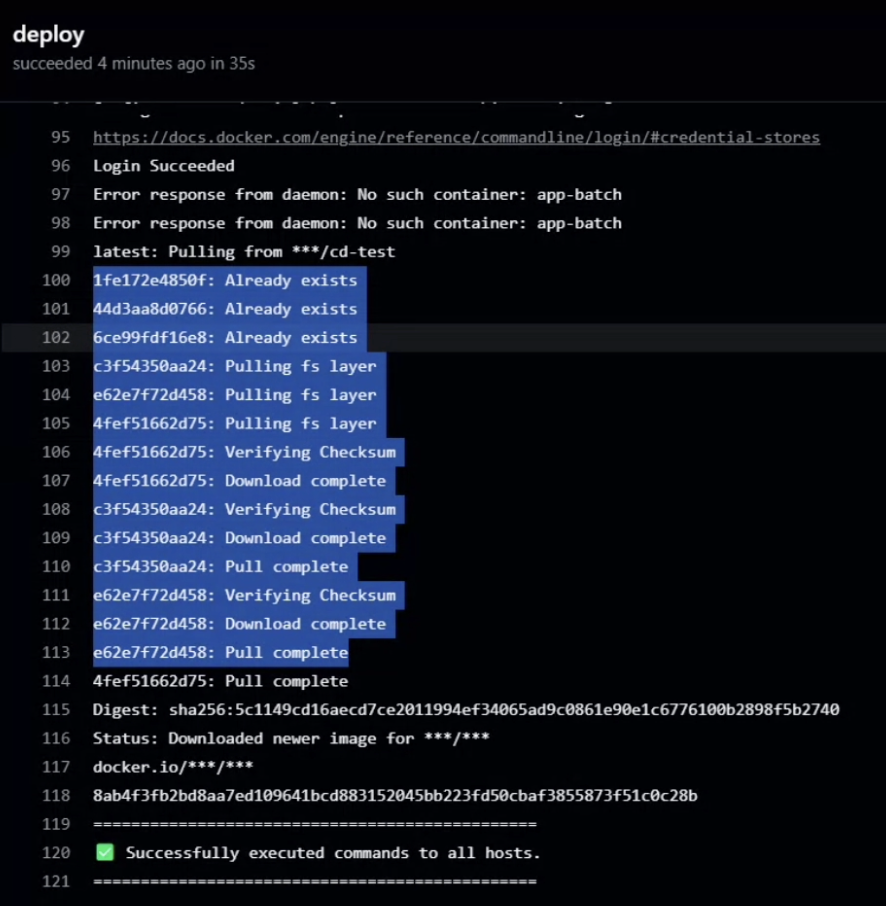 deploy
succeeded 4 minutes ago in 35s
95 https://docs.docker.com/engine/reference/commandline/login/#credential-stores
96 Login Succeeded
97 Error response from daemon: No such container: app-batch
98 Error response from daemon: No such container: app-batch
99 latest: Pulling from ***/cd-test
100 1fe172e4850f: Already exists
101 44d3aa8d0766: Already exists
102 6ce99fdf16e8: Already exists
103 c3f54350aa24: Pulling fs layer
104 e62e7f72d458: Pulling fs layer
105 4fef51662d75: Pulling fs layer
106 4fef51662d75: Verifying Checksum
107 4fef51662d75: Download complete
108 c3f54350aa24: Verifying Checksum
109 c3f54350aa24: Download complete
110 c3f54350aa24: Pull complete
111 e62e7f72d458: Verifying Checksum
112 e62e7f72d458: Download complete
113 e62e7f72d458: Pull complete
114 4fef51662d75: Pull complete
115 Digest: sha256:5c1149cd16aecd7ce2011994ef34065ad9c0861e90e1c6776100b2898f5b2740
116 Status: Downloaded newer image for ***/***
117 docker.io/***/***
118 8ab4f3fb2bd8aa7ed109641bcd883152045bb223fd50cbaf3855873f51c0c28b
119 ===============================================
120 ✅ Successfully executed commands to all hosts.
121 ===============================================